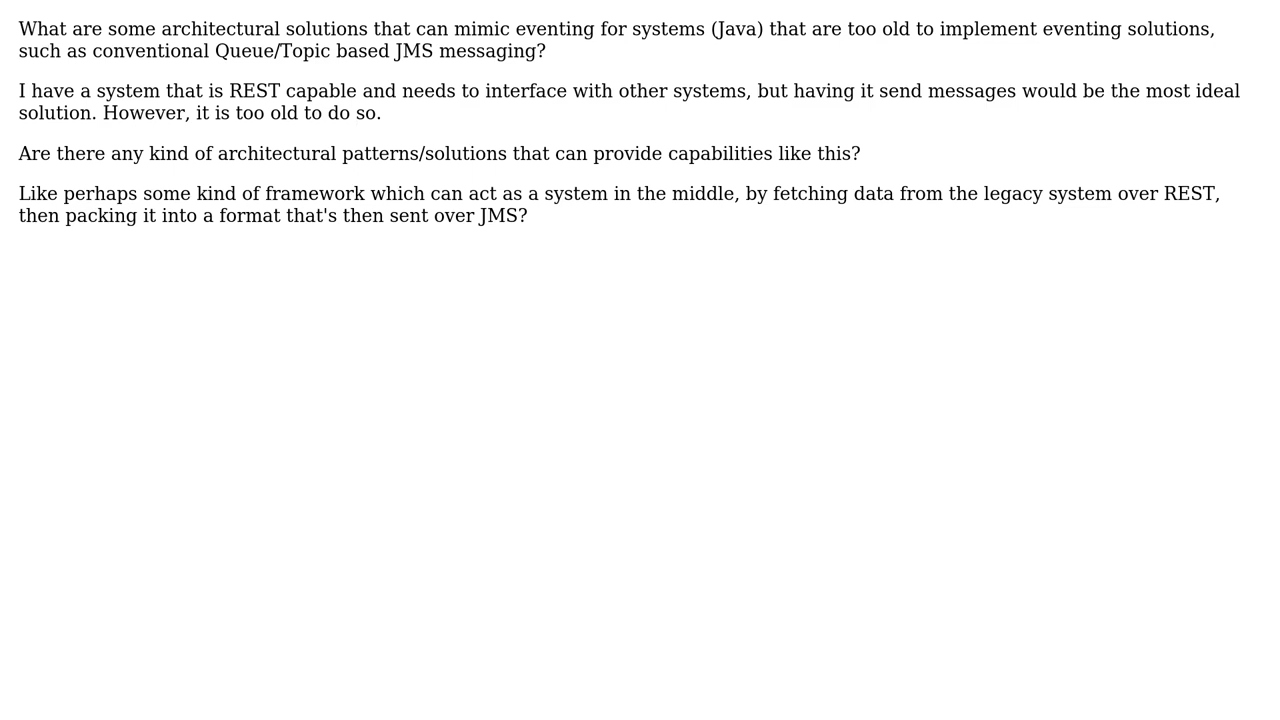 What are some architectural solutions that can mimic eventing for systems (Java) that are too old to implement eventing solutions,
such as conventional Queue/Topic based JMS messaging?
I have a system that is REST capable and needs to interface with other systems, but having it send messages would be the most ideal
solution. However, it is too old to do so.
Are there any kind of architectural patterns/solutions that can provide capabilities like this?
Like perhaps some kind of framework which can act as a system in the middle, by fetching data from the legacy system over REST,
then packing it into a format that's then sent over JMS?